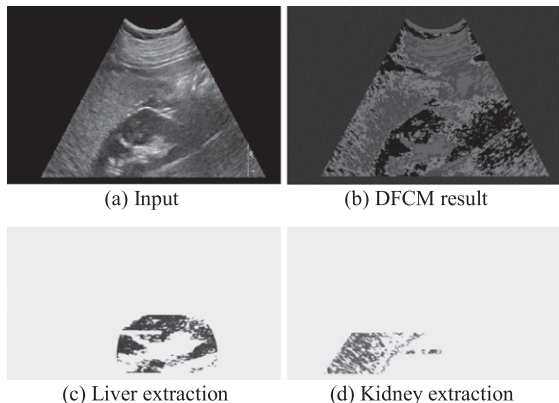 (a) Input
(b) DFCM result
(c) Liver extraction
(d) Kidney extraction